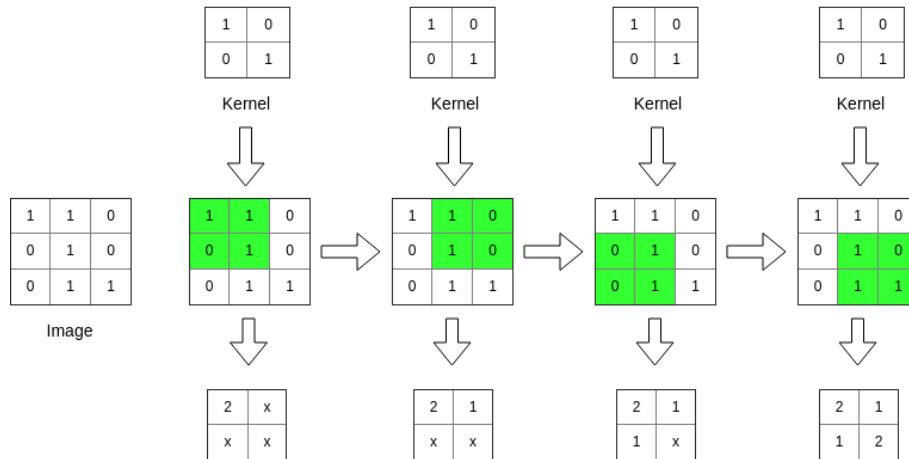 1 0 1 0 1 0 1 0
0 1 0 1 0 1 0 1
Kernel Kernel Kernel Kernel
1 1 0 1 1 0 1 1 0 1 1 0 1 1 0
0 1 0 0 1 0 0 1 0 0 1 0 0 1 0
0 1 1 0 1 1 0 1 1 0 1 1 0 1 1
Image
2 x 2 1 2 1 2 1
x x x x 1 x 1 2